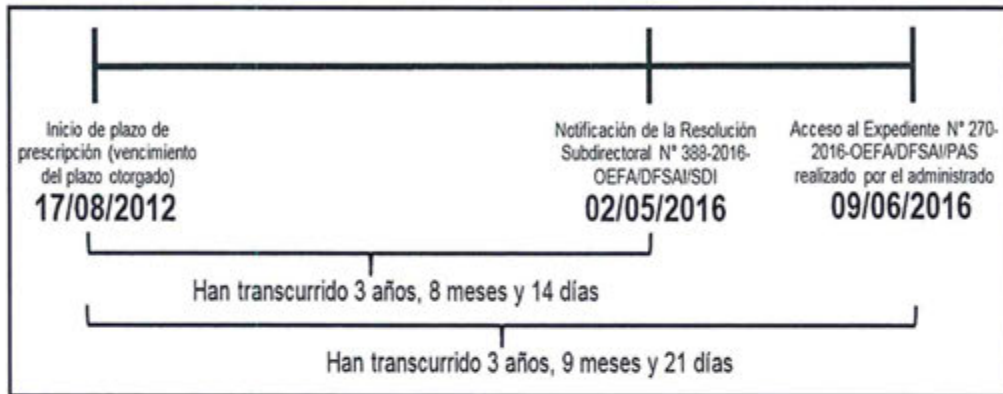 Inicio de plazo de
prescripción (vencimiento
del plazo otorgado)
17/08/2012
Notificación de la Resolución
Subdirectoral N° 388-2016-
OEFA/DFSAI/SDI
02/05/2016
Acceso al Expediente N° 270-
2016-OEFA/DFSAI/PAS
realizado por el administrado
09/06/2016
Han transcurrido 3 años, 8 meses y 14 días
Han transcurrido 3 años, 9 meses y 21 días